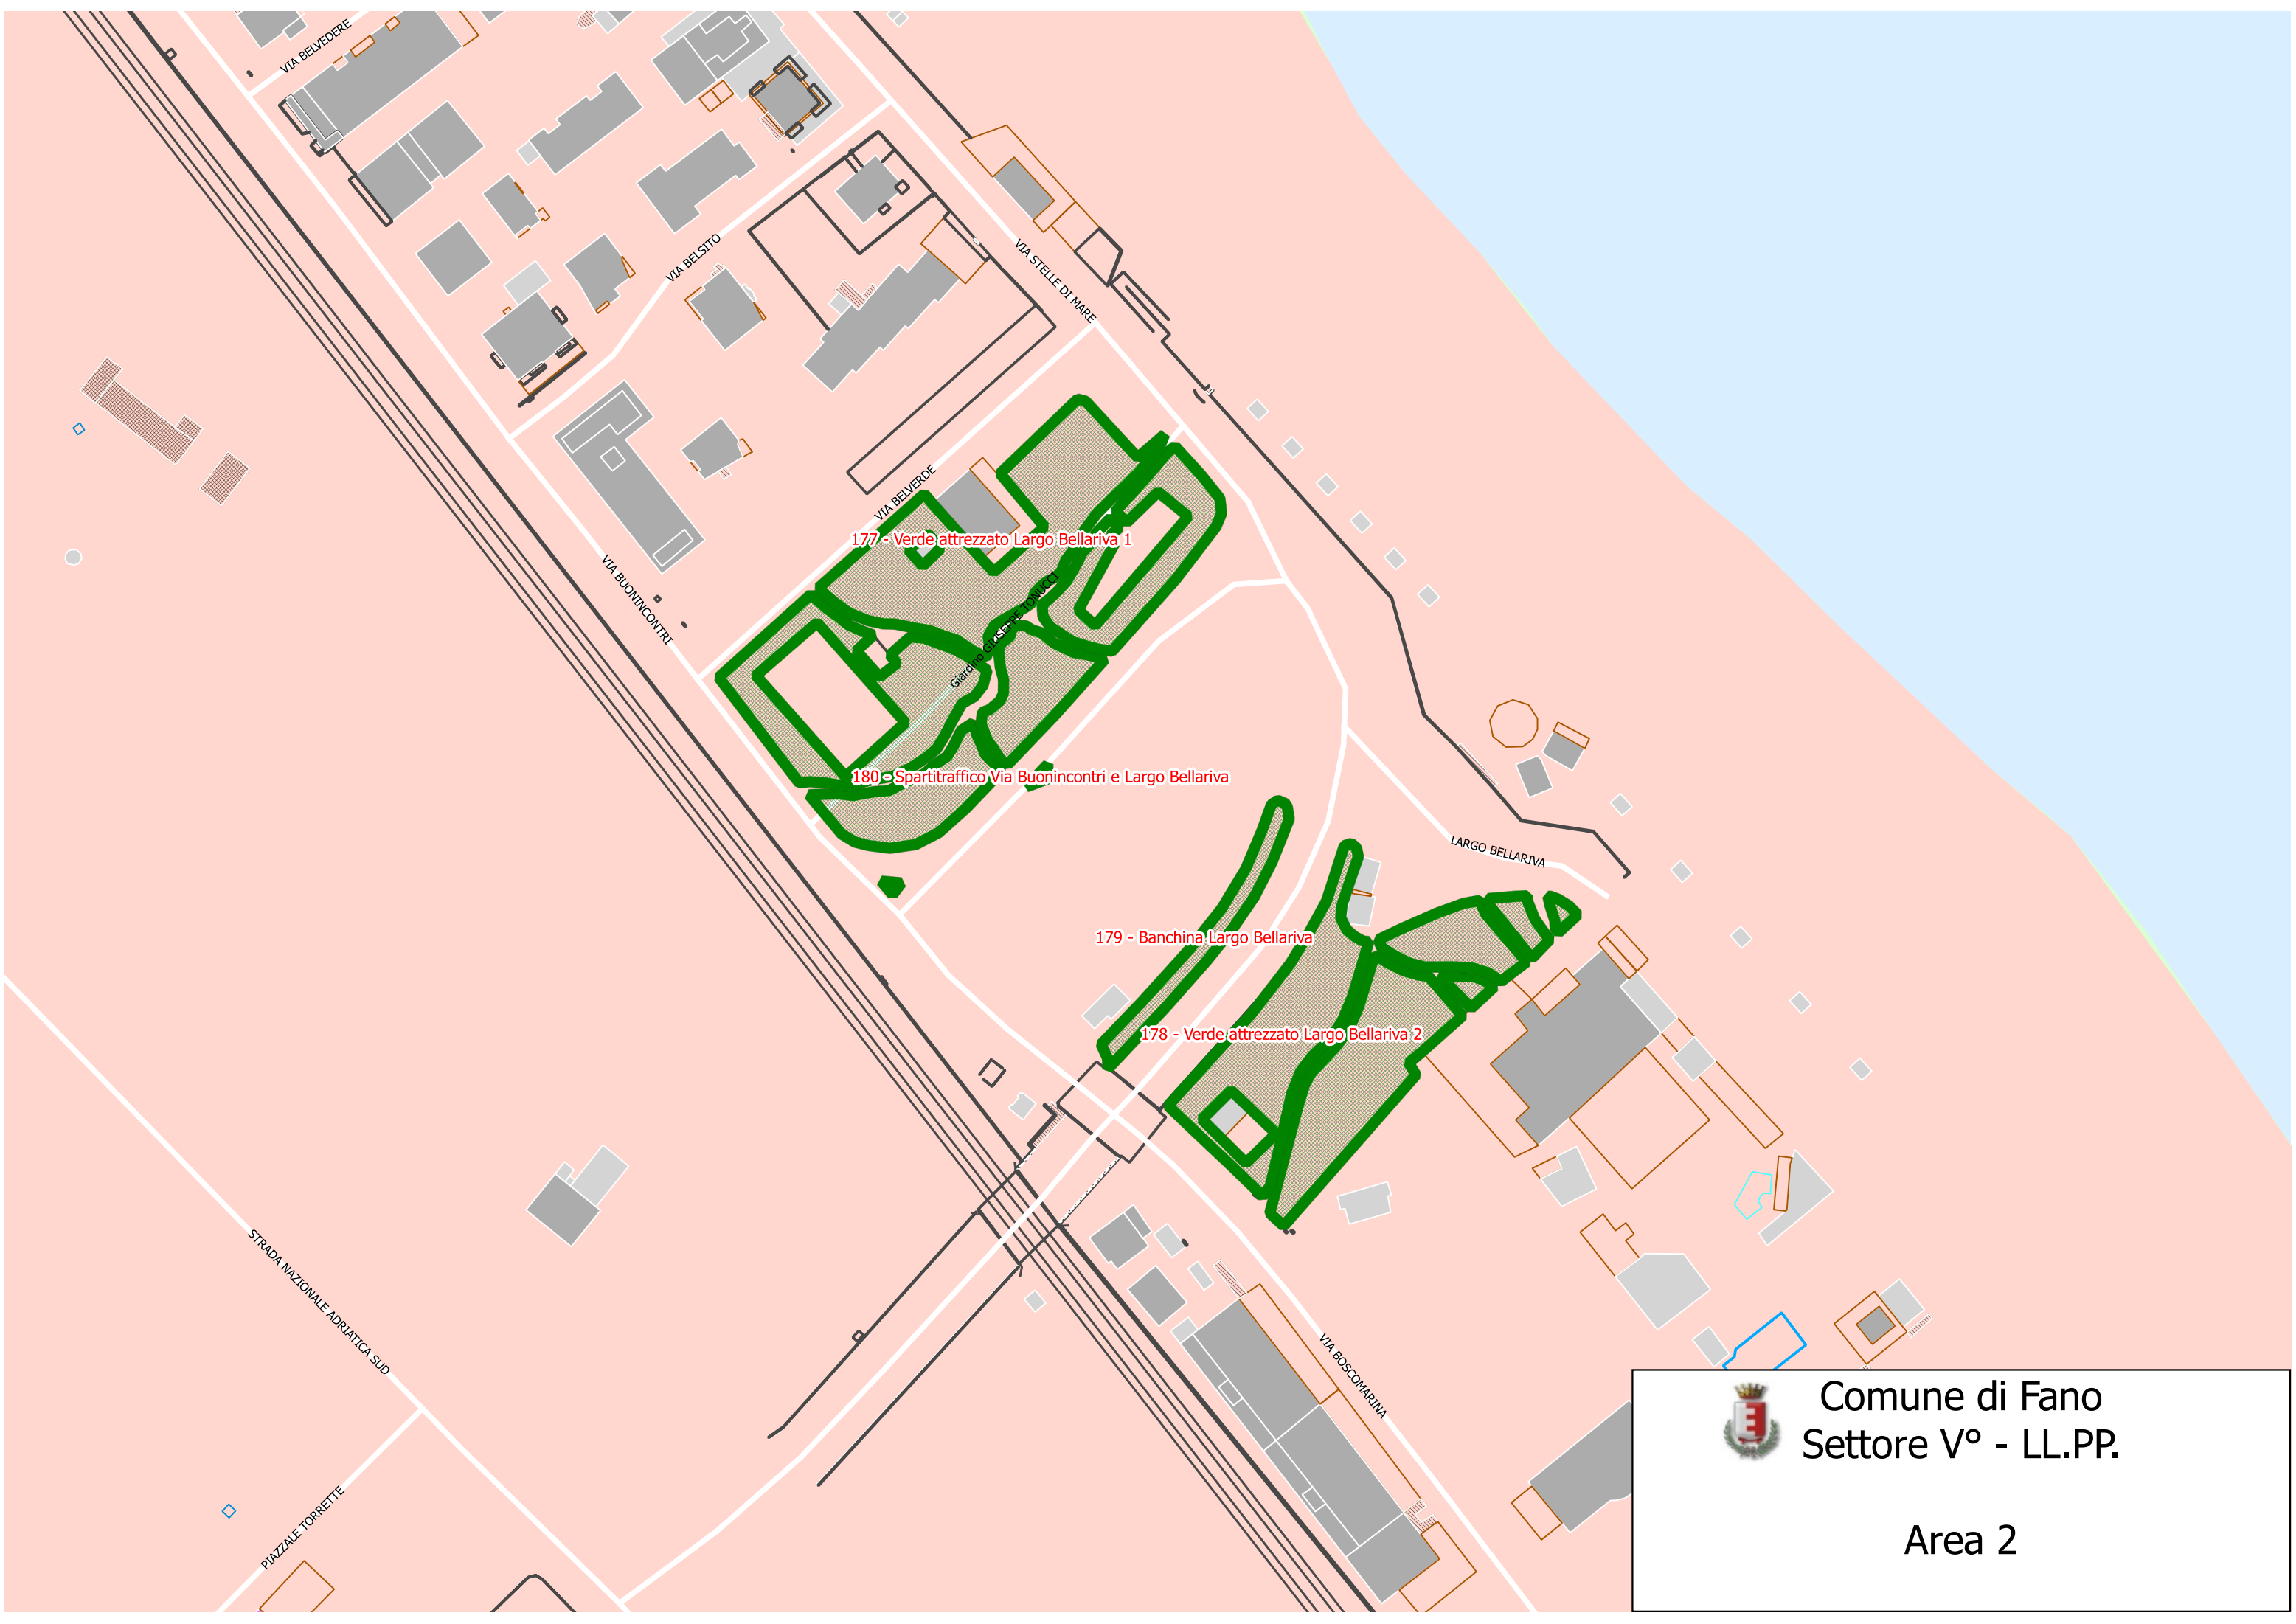 VIA BELVEDERE
VIA BELSITO
VIA STELLE DI MARE
VIA BELVERDE
177 - Verde attrezzato Largo Bellariva 1
VIA BUONINCONTRI
Giardino GIUSEPPE TONUCCI
180 - Spartitraffico Via Buonincontri e Largo Bellariva
LARGO BELLARIVA
179 - Banchina Largo Bellariva
178 - Verde attrezzato Largo Bellariva 2
STRADA NAZIONALE ADRIATICA SUD
VIA BOSCOMARINA
PIAZZALE TORRETTE
Comune di Fano
Settore V° - LL.PP.
Area 2